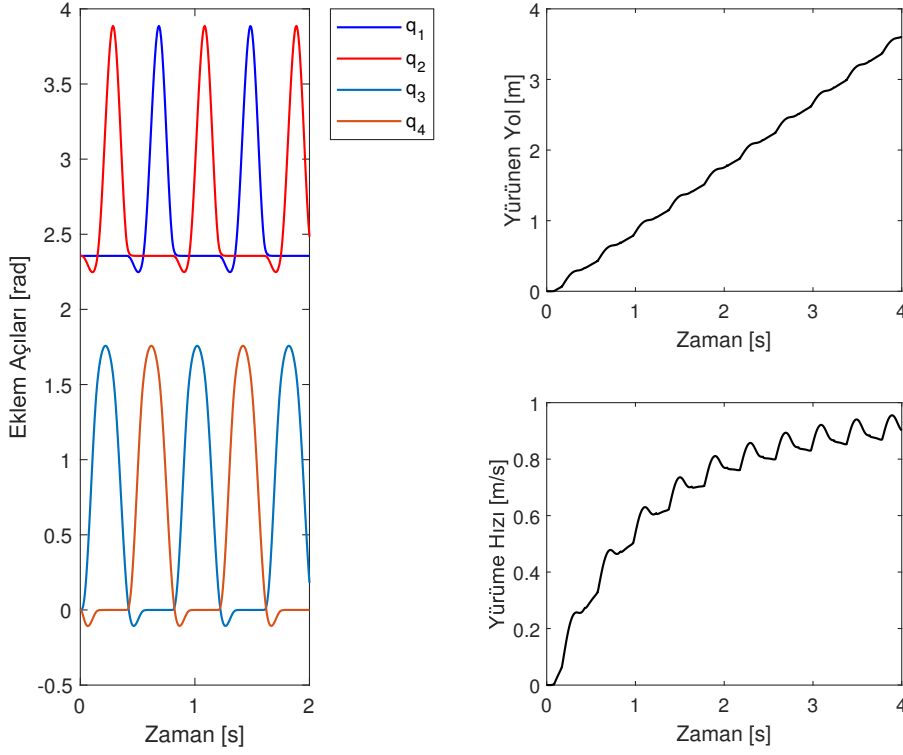 4
3.5
3
2.5
2
1.5
1
0.5
0
-0.5
Eklem Açıları [rad]
0 1 2
Zaman [s]
q1
q2
q3
q4
4
3
2
1
0
Yürünen Yol [m]
0 1 2 3 4
Zaman [s]
1
0.8
0.6
0.4
0.2
0
Yürüme Hızı [m/s]
0 1 2 3 4
Zaman [s]